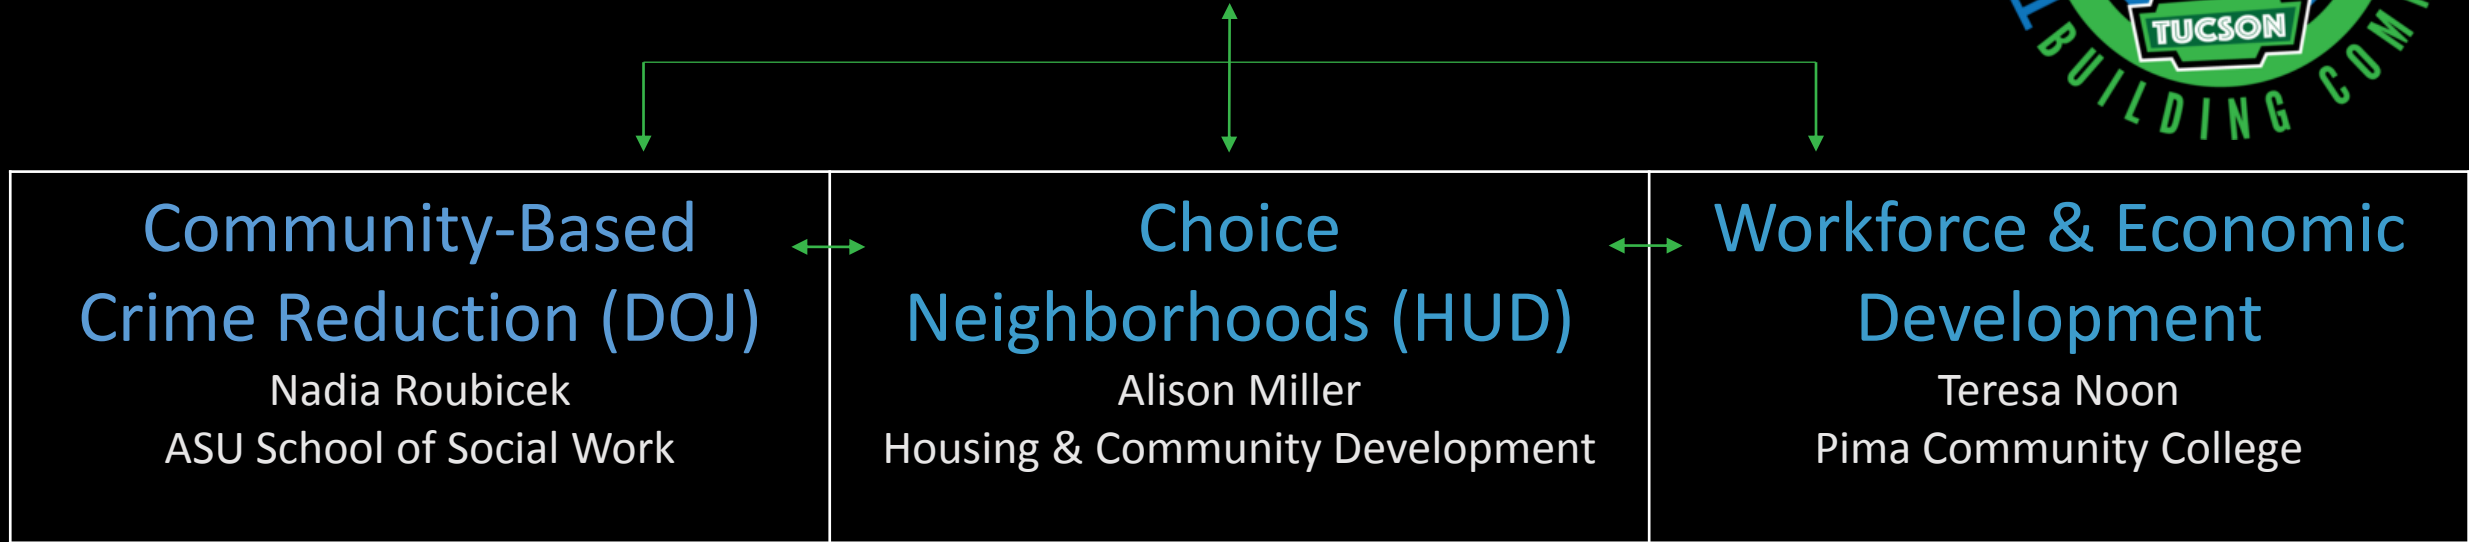 TUCSON
BUILDING
Community-Based
Crime Reduction (DOJ)
Nadia Roubicek
ASU School of Social Work
Choice
Neighborhoods (HUD)
Alison Miller
Housing & Community Development
Workforce & Economic
Development
Teresa Noon
Pima Community College